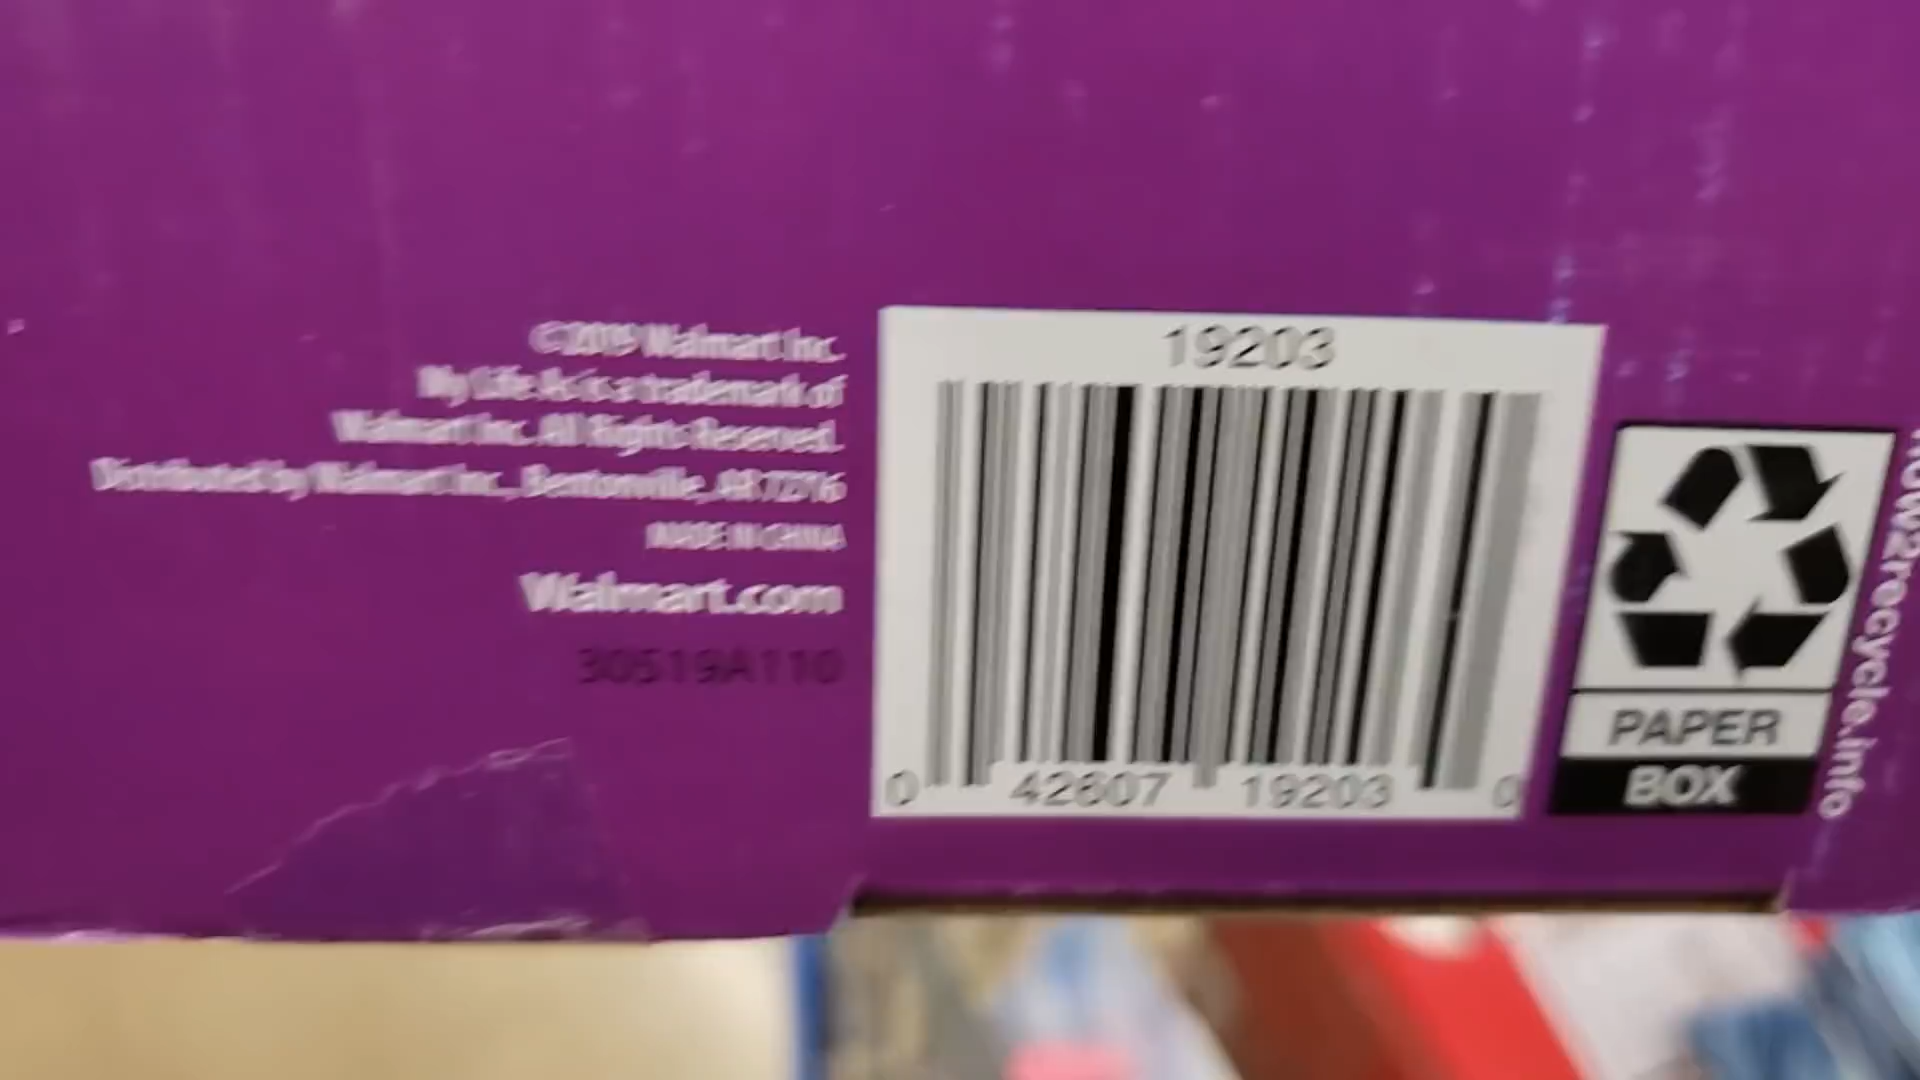 ©2019 Walmart Inc.
My Life As is a trademark of
Walmart Inc. All Rights Reserved.
Distributed by Walmart Inc., Bentonville, AR 72716
MADE IN CHINA
Walmart.com
30519A110
19203
0 42607 19203 0
PAPER
BOX
how2recycle.info